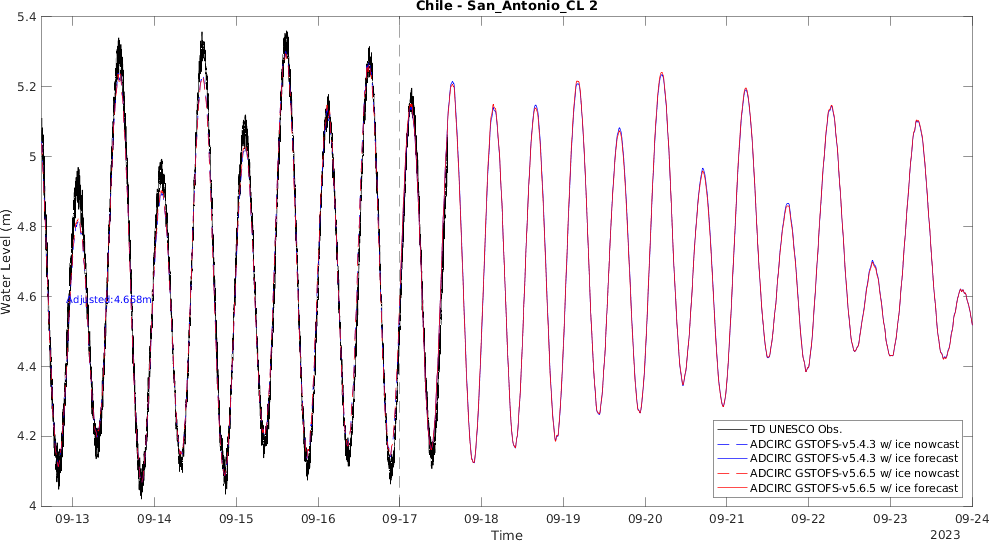 Chile - San_Antonio_CL 2
5.4
5.2
5
4.8
4.6
4.4
4.2
4
Water Level (m)
Adjusted:4.668m
09-13
09-14
09-15
09-16
09-17
09-18
09-19
09-20
09-21
09-22
09-23
09-24
Time
2023
TD UNESCO Obs.
ADCIRC GSTOFS-v5.4.3 w/ ice nowcast
ADCIRC GSTOFS-v5.4.3 w/ ice forecast
ADCIRC GSTOFS-v5.6.5 w/ ice nowcast
ADCIRC GSTOFS-v5.6.5 w/ ice forecast